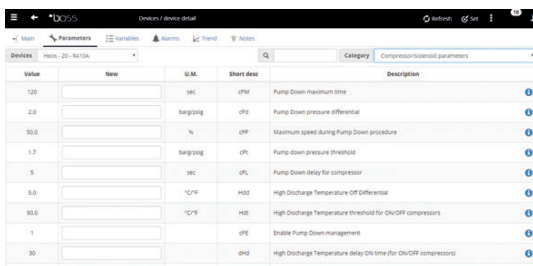 boss Devices / device detail Refresh Set 10
Main Parameters Variables Alarms Trend Notes
Devices Heos - 20 - R410A Category Compressor/solenoid parameters
Value New U.M. Short desc Description
120 sec cPM Pump Down maximum time
2.0 barg/psig cPd Pump Down pressure differential
50.0 % cPP Maximum speed during Pump Down procedure
1.7 barg/psig cPt Pump down pressure threshold
5 sec cPL Pump Down delay for compressor
5.0 °C/°F Hdd High Discharge Temperature Off Differential
90.0 °C/°F Hdt High Discharge Temperature threshold for ON/OFF compressors
1 cPE Enable Pump Down management
30 dHd High Discharge Temperature delay ON time (for ON/OFF compressors)